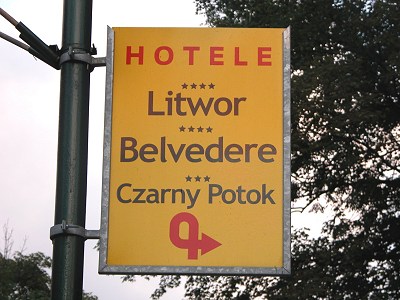 HOTELE
****
Litwor
****
Belvedere
***
Czarny Potok